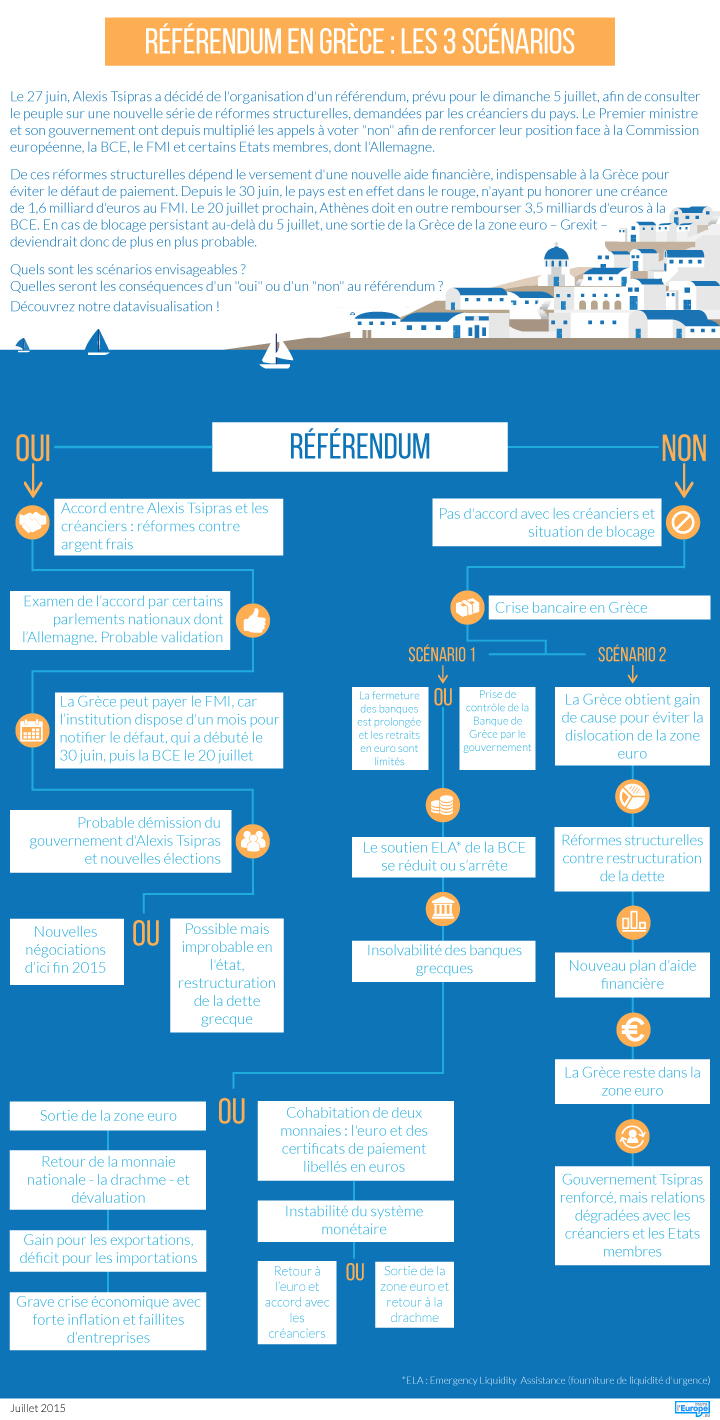 RÉFÉRENDUM EN GRÈCE : LES 3 SCÉNARIOS
Le 27 juin, Alexis Tsipras a décidé de l'organisation d'un référendum, prévu pour le dimanche 5 juillet, afin de consulter
le peuple sur une nouvelle série de réformes structurelles, demandées par les créanciers du pays. Le Premier ministre
et son gouvernement ont depuis multiplié les appels à voter "non" afin de renforcer leur position face à la Commission
européenne, la BCE, le FMI et certains Etats membres, dont l'Allemagne.
De ces réformes structurelles dépend le versement d'une nouvelle aide financière, indispensable à la Grèce pour
éviter le défaut de paiement. Depuis le 30 juin, le pays est en effet dans le rouge, n'ayant pu honorer une créance
de 1,6 milliard d'euros au FMI. Le 20 juillet prochain, Athènes doit en outre rembourser 3,5 milliards d'euros à la
BCE. En cas de blocage persistant au-delà du 5 juillet, une sortie de la Grèce de la zone euro – Grexit –
deviendrait donc de plus en plus probable.
Quels sont les scénarios envisageables ?
Quelles seront les conséquences d'un "oui" ou d'un "non" au référendum ?
Découvrez notre datavisualisation !
RÉFÉRENDUM
OUI
Accord entre Alexis Tsipras et les
créanciers : réformes contre
argent frais
Examen de l'accord par certains
parlements nationaux dont
l'Allemagne. Probable validation
La Grèce peut payer le FMI, car
l'institution dispose d'un mois pour
notifier le défaut, qui a débuté le
30 juin, puis la BCE le 20 juillet
Probable démission du
gouvernement d'Alexis Tsipras
et nouvelles élections
Nouvelles
négociations
d'ici fin 2015
OU
Possible mais
improbable en
l'état,
restructuration
de la dette
grecque
NON
Pas d'accord avec les créanciers et
situation de blocage
Crise bancaire en Grèce
SCÉNARIO 1
La fermeture
des banques
est prolongée
et les retraits
en euro sont
limités
OU
Prise de
contrôle de la
Banque de
Grèce par le
gouvernement
Le soutien ELA* de la BCE
se réduit ou s'arrête
Insolvabilité des banques
grecques
Sortie de la zone euro
Retour de la monnaie
nationale - la drachme - et
dévaluation
Gain pour les exportations,
déficit pour les importations
Grave crise économique avec
forte inflation et faillites
d'entreprises
OU
Cohabitation de deux
monnaies : l'euro et des
certificats de paiement
libellés en euros
Instabilité du système
monétaire
Retour à
l'euro et
accord avec
les
créanciers
OU
Sortie de la
zone euro et
retour à la
drachme
SCÉNARIO 2
La Grèce obtient gain
de cause pour éviter la
dislocation de la zone
euro
Réformes structurelles
contre restructuration
de la dette
Nouveau plan d'aide
financière
La Grèce reste dans la
zone euro
Gouvernement Tsipras
renforcé, mais relations
dégradées avec les
créanciers et les Etats
membres
*ELA : Emergency Liquidity Assistance (fourniture de liquidité d'urgence)
Juillet 2015
l'Europe